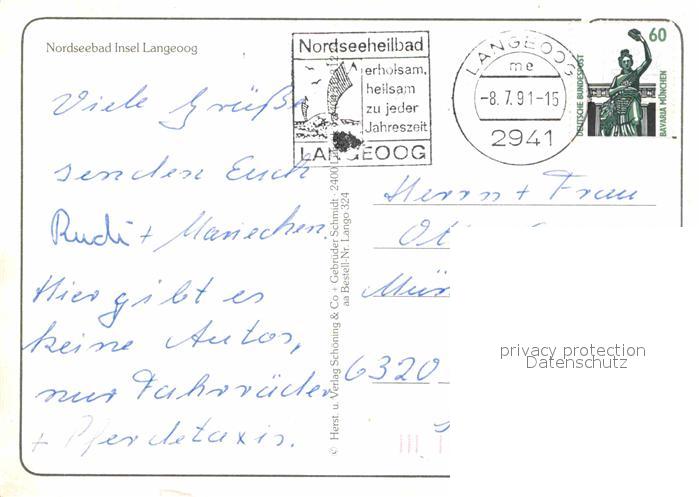 Nordseebad Insel Langeoog
Viele Grüße
senden Euch
Rudi + Mariechen.
Hier gibt es
keine Autos,
nur Fahrräder
+ Pferdetaxis.
Nordseeheilbad
erholsam,
heilsam
zu jeder
Jahreszeit
LANGEOOG
LANGEOOG
me
-8.7.91-15
2941
60
DEUTSCHE BUNDESPOST
BAVARIA MÜNCHEN
© Herst. u. Verlag Schöning & Co + Gebrüder Schmidt · 2400
aa Bestell-Nr. Lango 324
Herrn + Frau
6320
privacy protection
Datenschutz